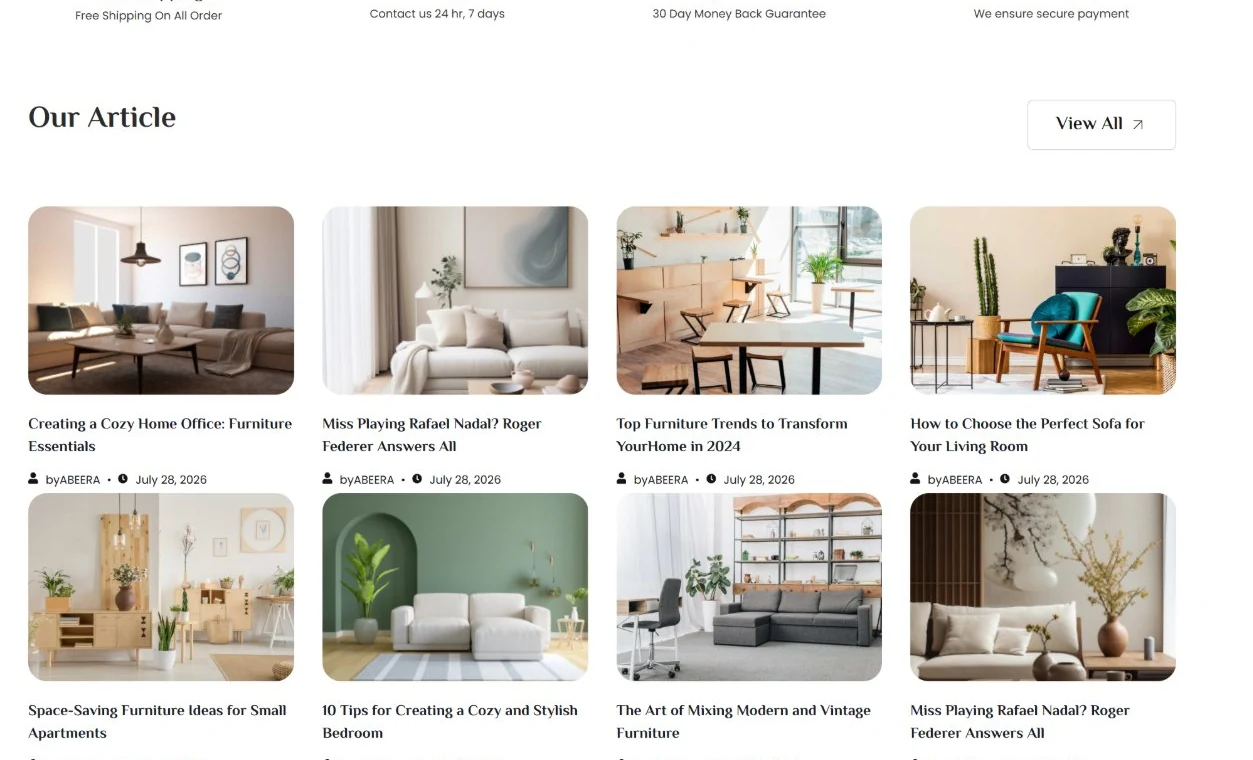 Free Shipping On All Order
Contact us 24 hr, 7 days
30 Day Money Back Guarantee
We ensure secure payment
Our Article
View All
Creating a Cozy Home Office: Furniture
Essentials
Miss Playing Rafael Nadal? Roger
Federer Answers All
Top Furniture Trends to Transform
YourHome in 2024
How to Choose the Perfect Sofa for
Your Living Room
byABEERA • July 28, 2026
byABEERA • July 28, 2026
byABEERA • July 28, 2026
byABEERA • July 28, 2026
Space-Saving Furniture Ideas for Small
Apartments
10 Tips for Creating a Cozy and Stylish
Bedroom
The Art of Mixing Modern and Vintage
Furniture
Miss Playing Rafael Nadal? Roger
Federer Answers All